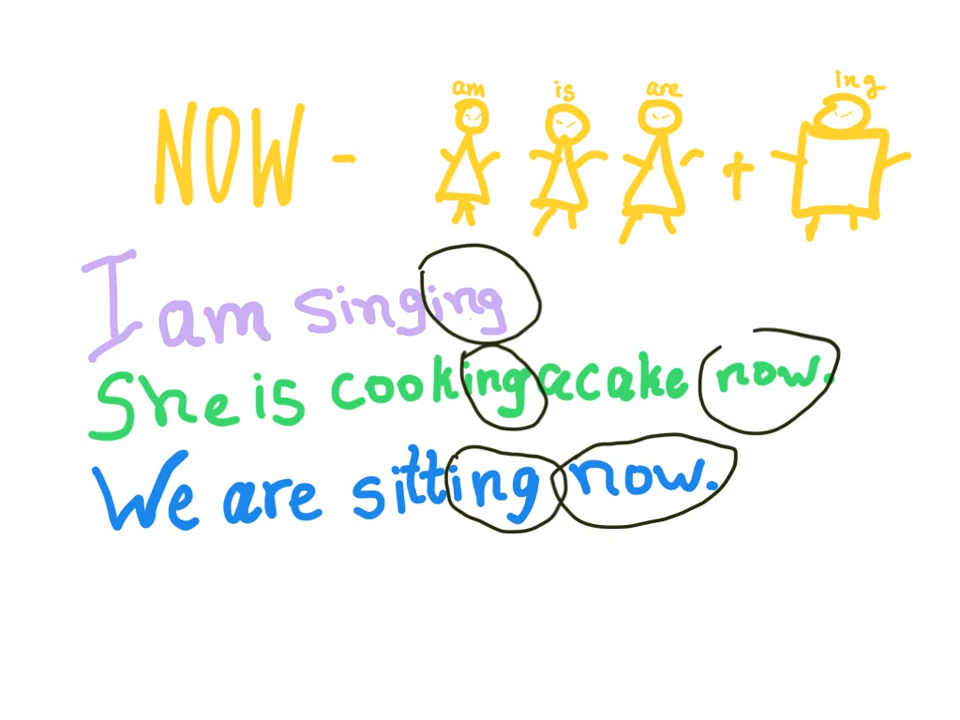 am is are ing
NOW - +
I am singing
She is cooking a cake now.
We are sitting now.